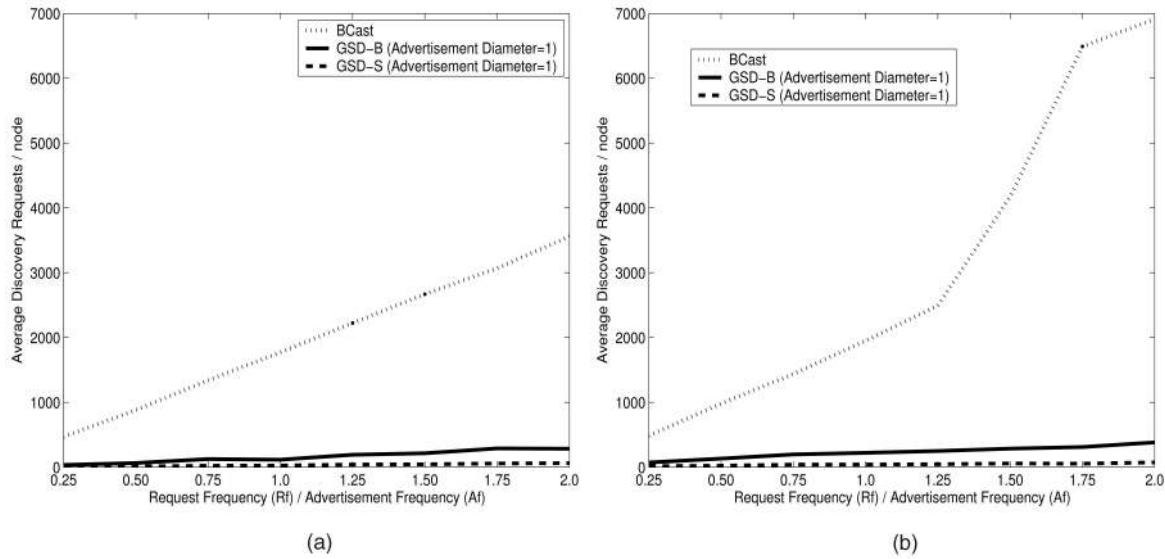 7000
6000
5000
4000
3000
2000
1000
0
Average Discovery Requests / node
BCast
GSD-B (Advertisement Diameter=1)
GSD-S (Advertisement Diameter=1)
0.25 0.50 0.75 1.0 1.25 1.50 1.75 2.0
Request Frequency (Rf) / Advertisement Frequency (Af)
(a)
7000
6000
5000
4000
3000
2000
1000
0
Average Discovery Requests / node
BCast
GSD-B (Advertisement Diameter=1)
GSD-S (Advertisement Diameter=1)
0.25 0.50 0.75 1.0 1.25 1.50 1.75 2.0
Request Frequency (Rf) / Advertisement Frequency (Af)
(b)